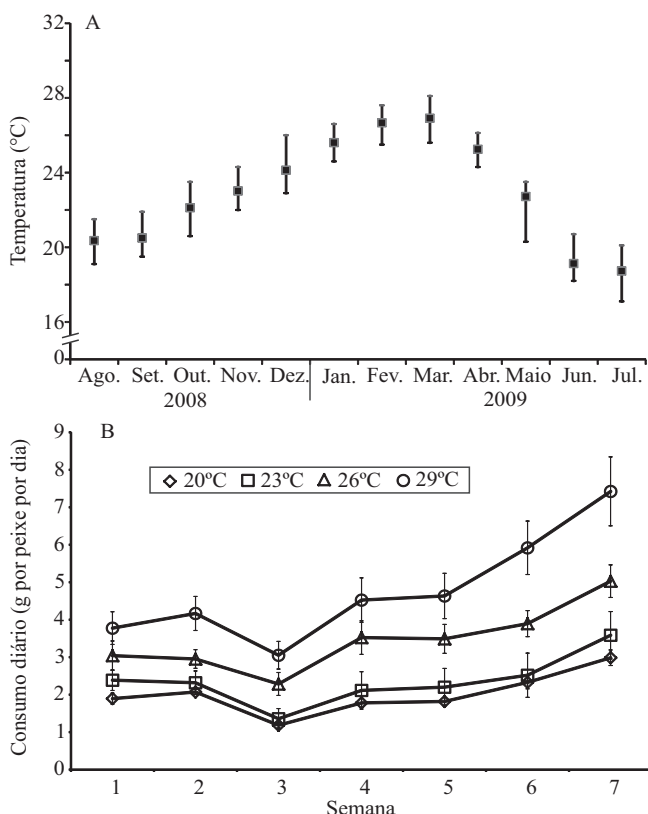 A
32
28
24
20
16
0
Temperatura (°C)
Ago. Set. Out. Nov. Dez. Jan. Fev. Mar. Abr. Maio Jun. Jul.
2008 2009
B
9
8
7
6
5
4
3
2
1
0
20ºC 23ºC 26ºC 29ºC
Consumo diário (g por peixe por dia)
1 2 3 4 5 6 7
Semana